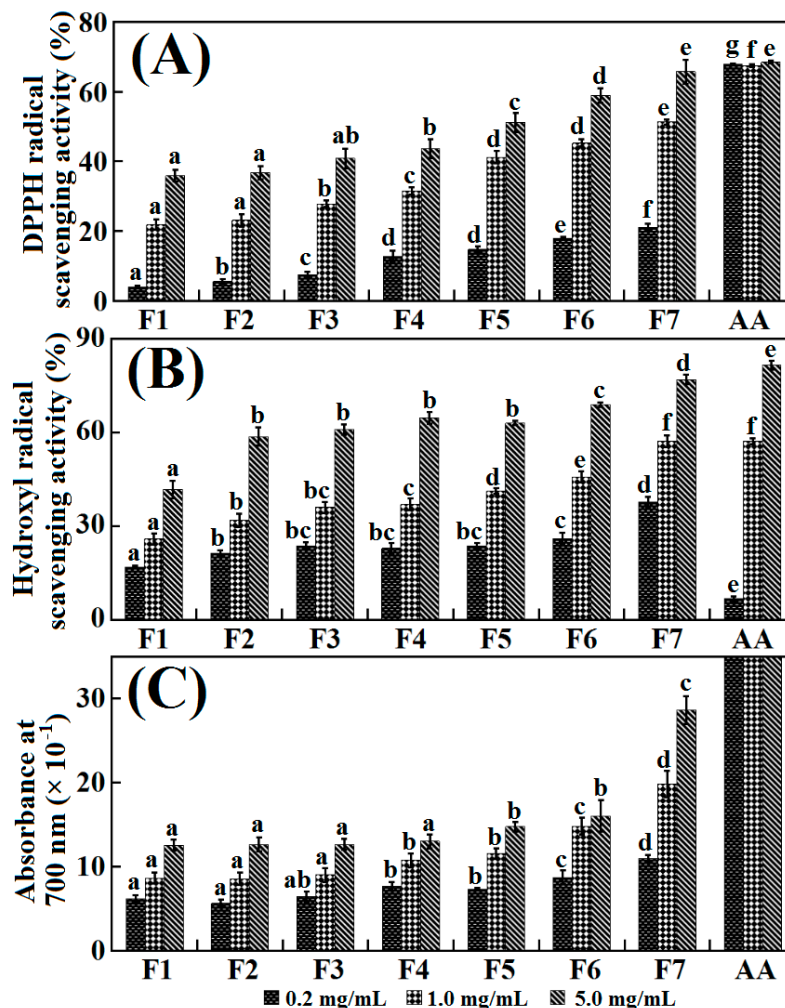 (A)
DPPH radical
scavenging activity (%)
80
60
40
20
0
a a a
b a a
c b ab
d c b
d d c
e d d
f e e
g f e
F1 F2 F3 F4 F5 F6 F7 AA
(B)
Hydroxyl radical
scavenging activity (%)
90
60
30
0
a a a
b b b
bc bc b
bc c b
bc d b
c e c
d f d
e f e
F1 F2 F3 F4 F5 F6 F7 AA
(C)
Absorbance at
700 nm (× 10⁻¹)
30
20
10
0
a a a
a a a
ab a a
b b a
b b b
c c b
d d c
F1 F2 F3 F4 F5 F6 F7 AA
0.2 mg/mL 1.0 mg/mL 5.0 mg/mL